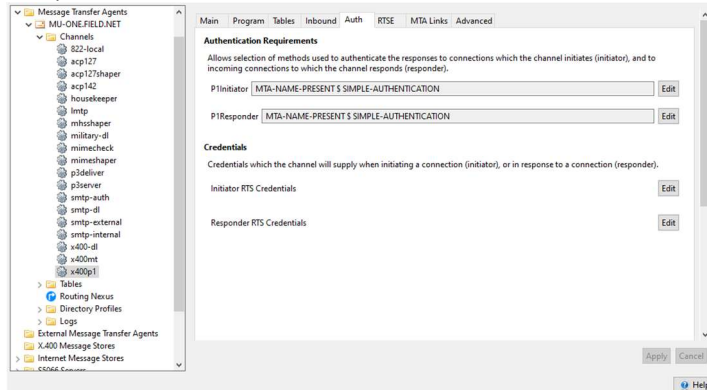 Message Transfer Agents
MU-ONE.FIELD.NET
Channels
822-local
acp127
acp127shaper
acp142
housekeeper
lmtp
mhsshaper
military-dl
mimecheck
mimeshaper
p3deliver
p3server
smtp-auth
smtp-dl
smtp-external
smtp-internal
x400-dl
x400mt
x400p1
Tables
Routing Nexus
Directory Profiles
Logs
External Message Transfer Agents
X.400 Message Stores
Internet Message Stores
S5066 Servers
Main Program Tables Inbound Auth RTSE MTA Links Advanced
Authentication Requirements
Allows selection of methods used to authenticate the responses to connections which the channel initiates (initiator), and to
incoming connections to which the channel responds (responder).
P1Initiator MTA-NAME-PRESENT $ SIMPLE-AUTHENTICATION Edit
P1Responder MTA-NAME-PRESENT $ SIMPLE-AUTHENTICATION Edit
Credentials
Credentials which the channel will supply when initiating a connection (initiator), or in response to a connection (responder).
Initiator RTS Credentials Edit
Responder RTS Credentials Edit
Apply Cancel
Help